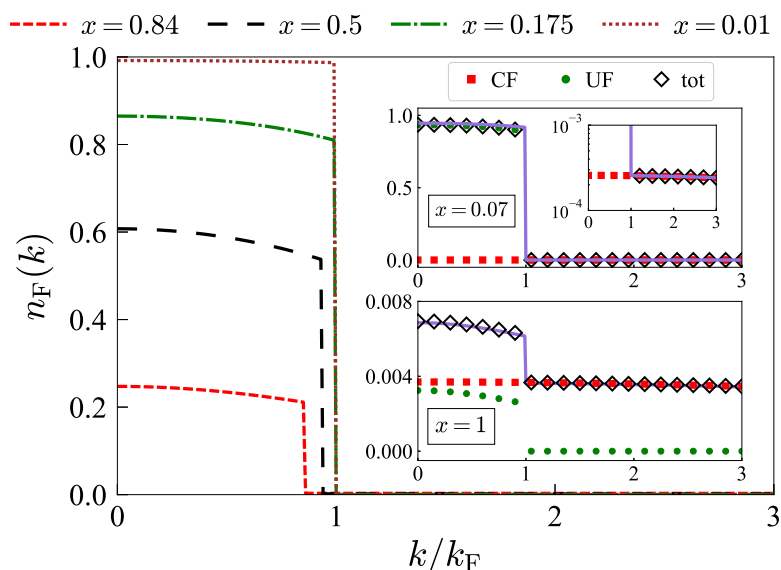 x = 0.84 x = 0.5 x = 0.175 x = 0.01
1.0
0.8
0.6
0.4
0.2
0.0
n_F(k)
0 1 2 3
k/k_F
CF UF tot
1.0
0.5
0.0
x = 0.07
0 1 2 3
10^{-3}
10^{-4}
0 1 2 3
0.008
0.004
0.000
x = 1
0 1 2 3